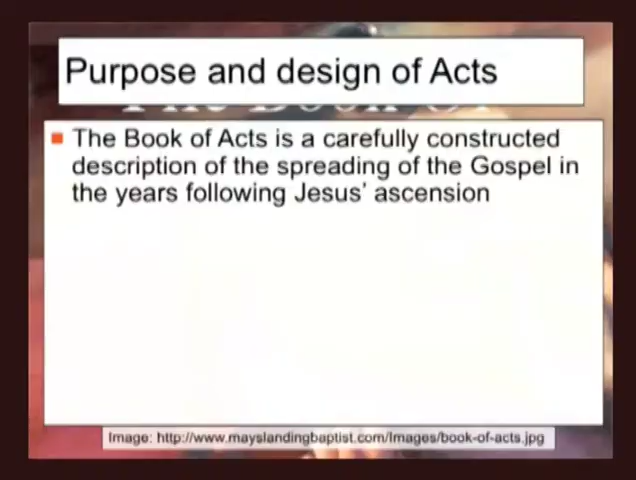 Purpose and design of Acts
The Book of Acts is a carefully constructed
description of the spreading of the Gospel in
the years following Jesus’ ascension
Image: http://www.mayslandingbaptist.com/Images/book-of-acts.jpg